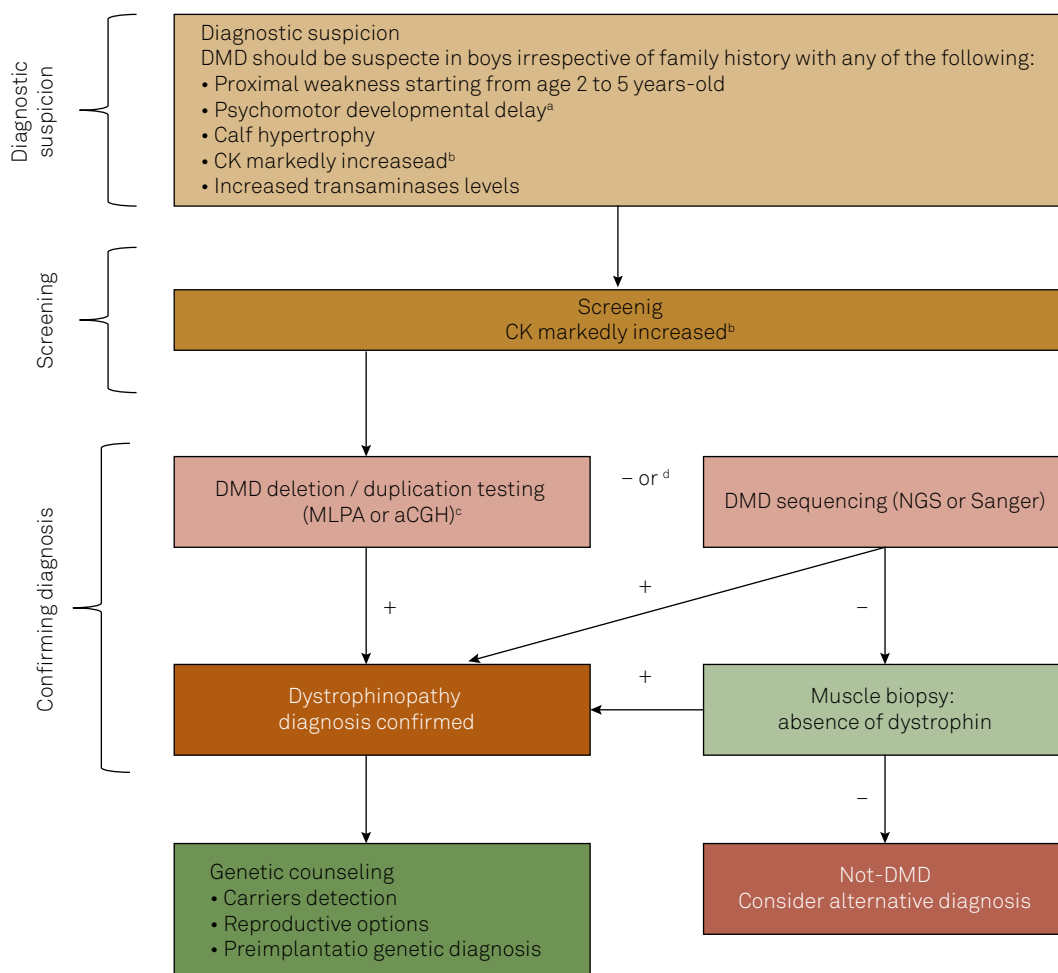 Diagnostic
suspicion
Diagnostic suspicion
DMD should be suspecte in boys irrespective of family history with any of the following:
• Proximal weakness starting from age 2 to 5 years-old
• Psychomotor developmental delayᵃ
• Calf hypertrophy
• CK markedly increaseadᵇ
• Increased transaminases levels
Screening
Screenig
CK markedly increasedᵇ
Confirming diagnosis
DMD deletion / duplication testing
(MLPA or aCGH)ᶜ
– or ᵈ
DMD sequencing (NGS or Sanger)
+
+
–
Dystrophinopathy
diagnosis confirmed
+
Muscle biopsy:
absence of dystrophin
–
Genetic counseling
• Carriers detection
• Reproductive options
• Preimplantatio genetic diagnosis
Not-DMD
Consider alternative diagnosis